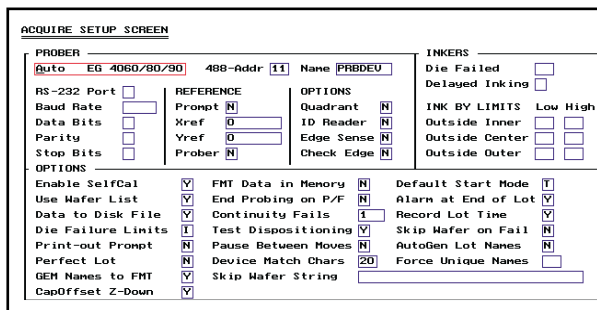 ACQUIRE SETUP SCREEN
PROBER
INKERS
Auto EG 4060/80/90 488-Addr 11 Name PRBDEV
Die Failed
Delayed Inking
RS-232 Port
REFERENCE
OPTIONS
Baud Rate
Prompt N
Quadrant N
INK BY LIMITS Low High
Data Bits
Xref 0
ID Reader N
Outside Inner
Parity
Yref 0
Edge Sense N
Outside Center
Stop Bits
Prober N
Check Edge N
Outside Outer
OPTIONS
Enable SelfCal Y FMT Data in Memory N Default Start Mode T
Use Wafer List Y End Probing on P/F N Alarm at End of Lot Y
Data to Disk File Y Continuity Fails 1 Record Lot Time Y
Die Failure Limits I Test Dispositioning Y Skip Wafer on Fail N
Print-out Prompt N Pause Between Moves N AutoGen Lot Names N
Perfect Lot N Device Match Chars 20 Force Unique Names
GEM Names to FMT Y Skip Wafer String
CapOffset Z-Down Y